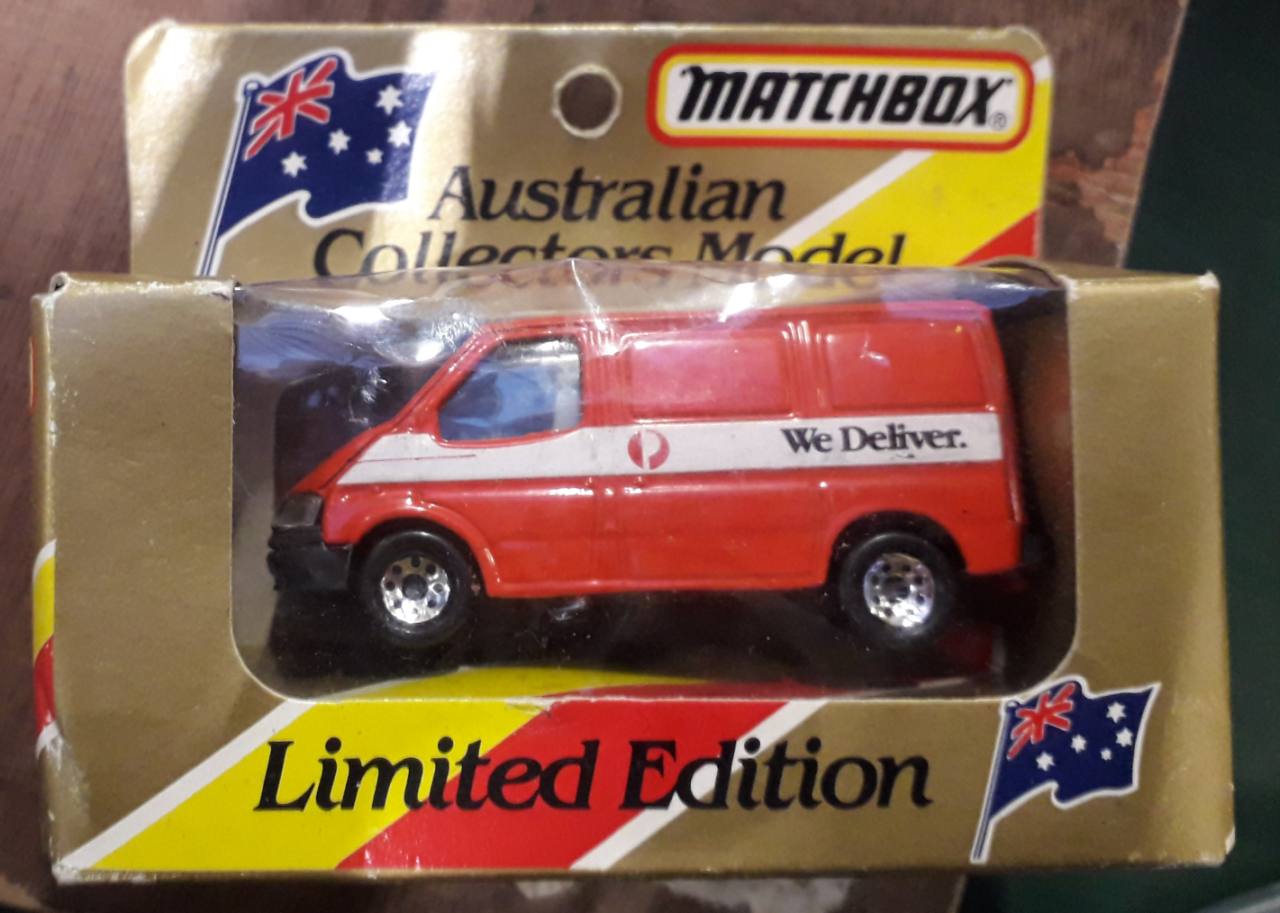 MATCHBOX®
Australian
Collectors Model
We Deliver.
Limited Edition